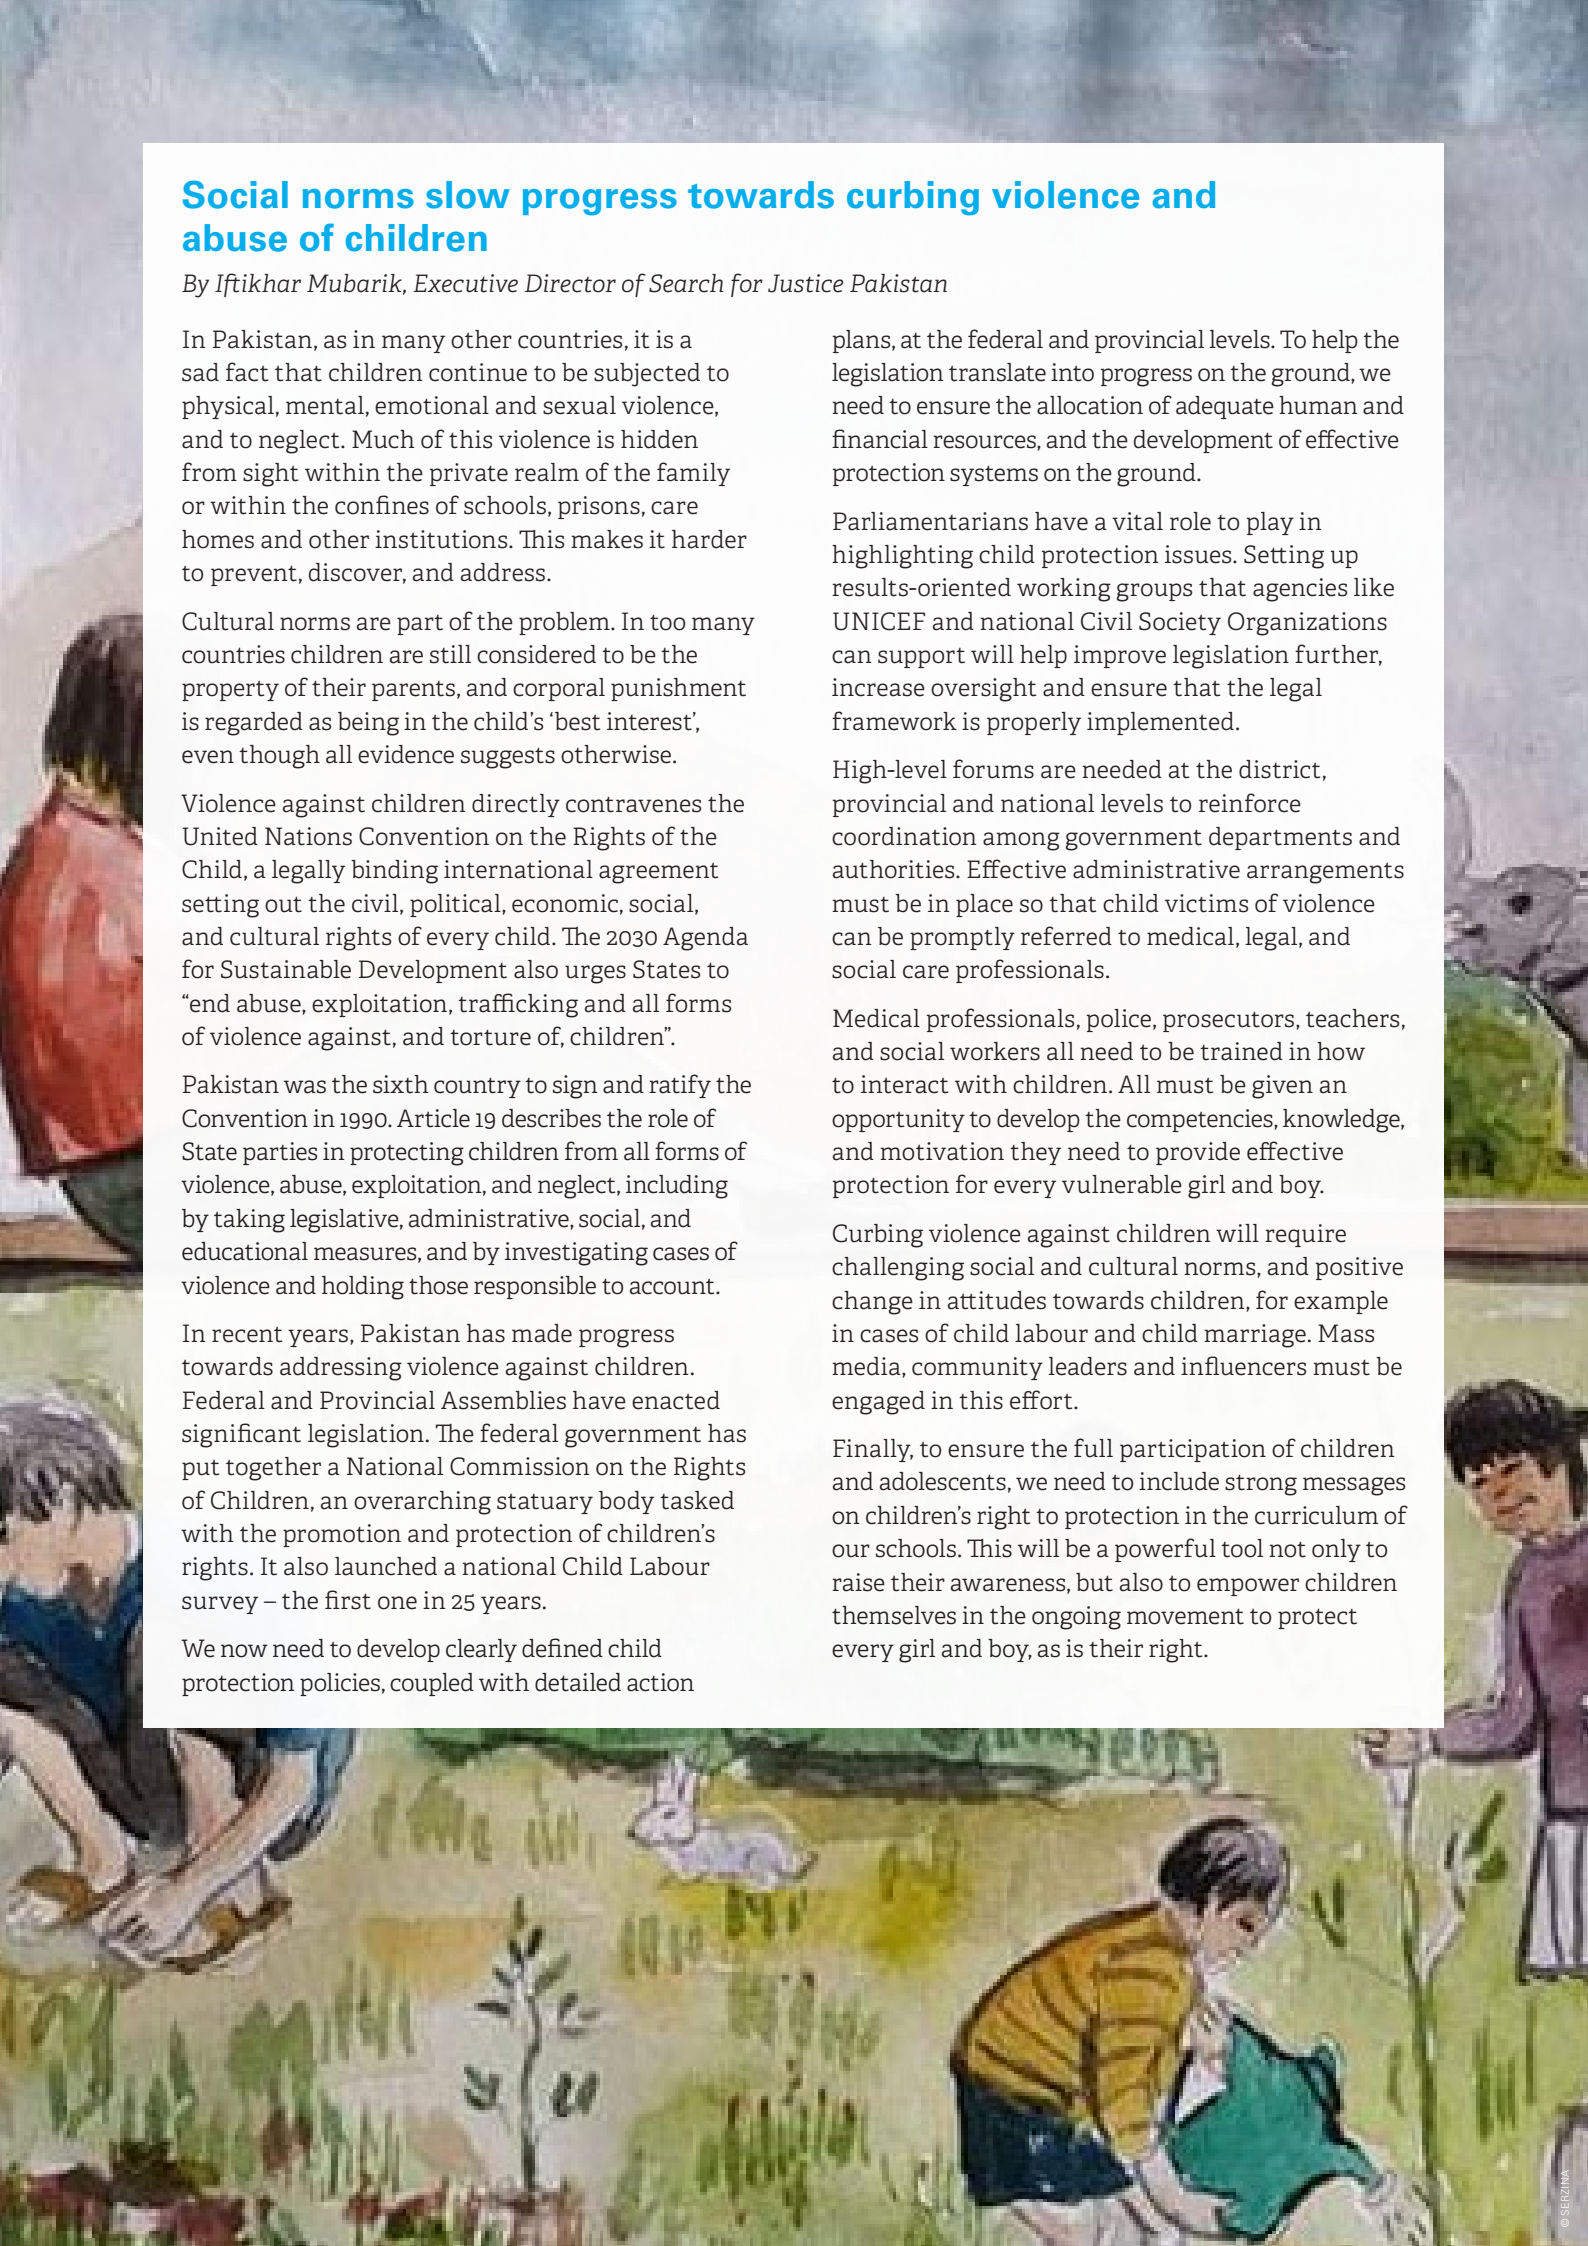 Social norms slow progress towards curbing violence and
abuse of children
By Iftikhar Mubarik, Executive Director of Search for Justice Pakistan
In Pakistan, as in many other countries, it is a
sad fact that children continue to be subjected to
physical, mental, emotional and sexual violence,
and to neglect. Much of this violence is hidden
from sight within the private realm of the family
or within the confines of schools, prisons, care
homes and other institutions. This makes it harder
to prevent, discover, and address.
Cultural norms are part of the problem. In too many
countries children are still considered to be the
property of their parents, and corporal punishment
is regarded as being in the child’s ‘best interest’,
even though all evidence suggests otherwise.
Violence against children directly contravenes the
United Nations Convention on the Rights of the
Child, a legally binding international agreement
setting out the civil, political, economic, social,
and cultural rights of every child. The 2030 Agenda
for Sustainable Development also urges States to
“end abuse, exploitation, trafficking and all forms
of violence against, and torture of, children”.
Pakistan was the sixth country to sign and ratify the
Convention in 1990. Article 19 describes the role of
State parties in protecting children from all forms of
violence, abuse, exploitation, and neglect, including
by taking legislative, administrative, social, and
educational measures, and by investigating cases of
violence and holding those responsible to account.
In recent years, Pakistan has made progress
towards addressing violence against children.
Federal and Provincial Assemblies have enacted
significant legislation. The federal government has
put together a National Commission on the Rights
of Children, an overarching statuary body tasked
with the promotion and protection of children’s
rights. It also launched a national Child Labour
survey – the first one in 25 years.
We now need to develop clearly defined child
protection policies, coupled with detailed action
plans, at the federal and provincial levels. To help the
legislation translate into progress on the ground, we
need to ensure the allocation of adequate human and
financial resources, and the development of effective
protection systems on the ground.
Parliamentarians have a vital role to play in
highlighting child protection issues. Setting up
results-oriented working groups that agencies like
UNICEF and national Civil Society Organizations
can support will help improve legislation further,
increase oversight and ensure that the legal
framework is properly implemented.
High-level forums are needed at the district,
provincial and national levels to reinforce
coordination among government departments and
authorities. Effective administrative arrangements
must be in place so that child victims of violence
can be promptly referred to medical, legal, and
social care professionals.
Medical professionals, police, prosecutors, teachers,
and social workers all need to be trained in how
to interact with children. All must be given an
opportunity to develop the competencies, knowledge,
and motivation they need to provide effective
protection for every vulnerable girl and boy.
Curbing violence against children will require
challenging social and cultural norms, and positive
change in attitudes towards children, for example
in cases of child labour and child marriage. Mass
media, community leaders and influencers must be
engaged in this effort.
Finally, to ensure the full participation of children
and adolescents, we need to include strong messages
on children’s right to protection in the curriculum of
our schools. This will be a powerful tool not only to
raise their awareness, but also to empower children
themselves in the ongoing movement to protect
every girl and boy, as is their right.
© SERZINA